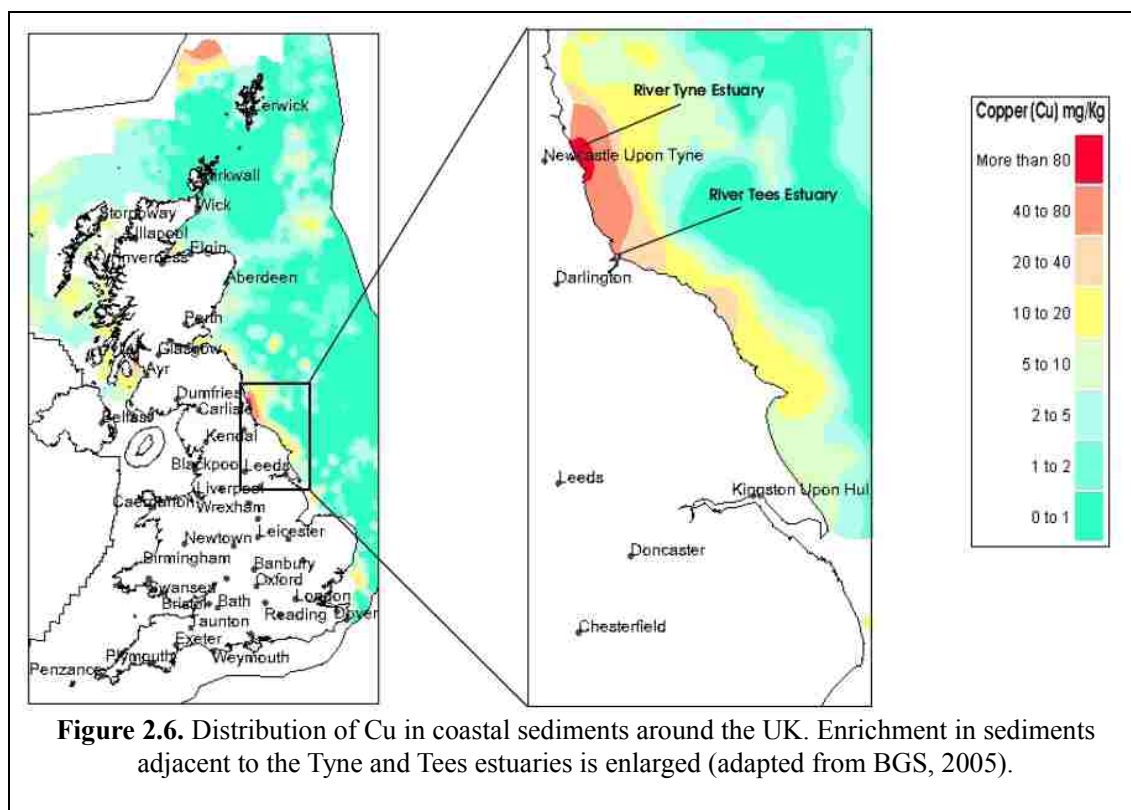 Lerwick
Kirkwall
Wick
Stornoway
Ullapool
Elgin
Inverness
Aberdeen
Perth
Glasgow
Ayr
Dumfries
Carlisle
Belfast
Kendal
Blackpool
Leeds
Liverpool
Caernarfon
Wrexham
Newtown
Leicester
Birmingham
Banbury
Oxford
Swansea
Bristol
Bath
London
Reading
Dover
Taunton
Exeter
Plymouth
Weymouth
Penzance
River Tyne Estuary
Newcastle Upon Tyne
River Tees Estuary
Darlington
Leeds
Kingston Upon Hul
Doncaster
Chesterfield
Copper (Cu) mg/Kg
More than 80
40 to 80
20 to 40
10 to 20
5 to 10
2 to 5
1 to 2
0 to 1
Figure 2.6. Distribution of Cu in coastal sediments around the UK. Enrichment in sediments
adjacent to the Tyne and Tees estuaries is enlarged (adapted from BGS, 2005).